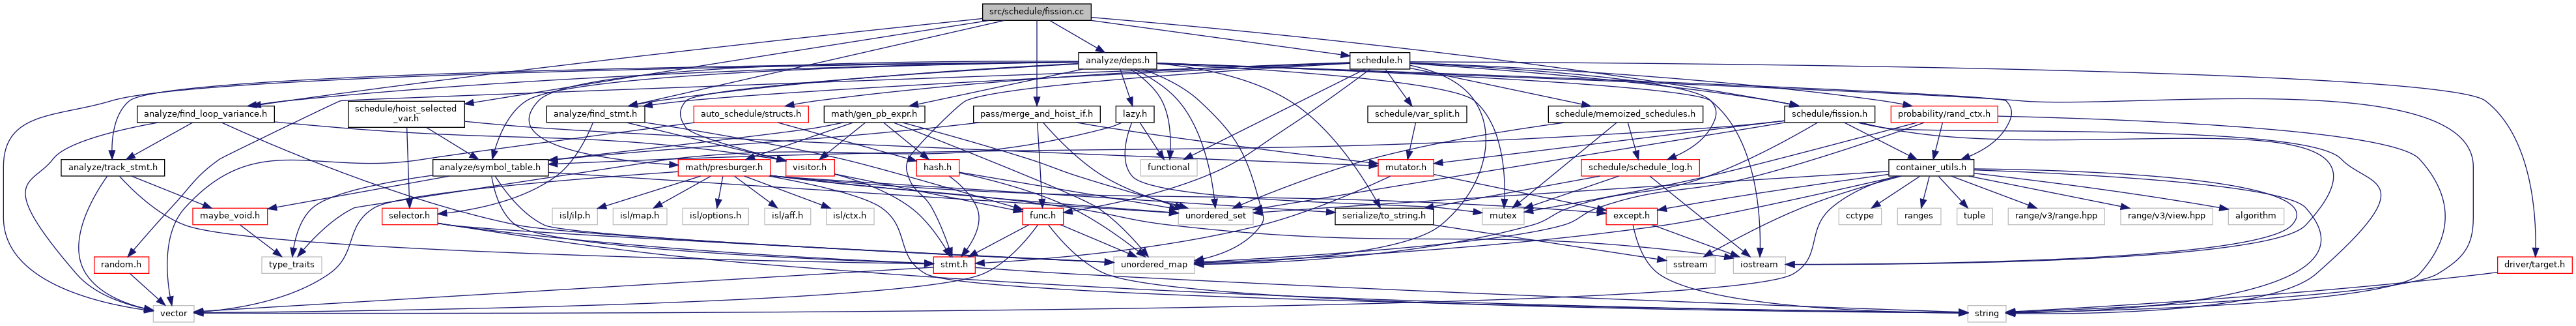 src/schedule/fission.cc
analyze/deps.h
schedule.h
analyze/find_loop_variance.h
schedule/hoist_selected
_var.h
analyze/find_stmt.h
auto_schedule/structs.h
math/gen_pb_expr.h
pass/merge_and_hoist_if.h
lazy.h
schedule/var_split.h
schedule/memoized_schedules.h
schedule/fission.h
probability/rand_ctx.h
analyze/track_stmt.h
analyze/symbol_table.h
math/presburger.h
visitor.h
hash.h
functional
mutator.h
schedule/schedule_log.h
container_utils.h
maybe_void.h
selector.h
isl/ilp.h
isl/map.h
isl/options.h
isl/aff.h
isl/ctx.h
func.h
unordered_set
serialize/to_string.h
mutex
except.h
cctype
ranges
tuple
range/v3/range.hpp
range/v3/view.hpp
algorithm
random.h
type_traits
stmt.h
unordered_map
sstream
iostream
driver/target.h
vector
string